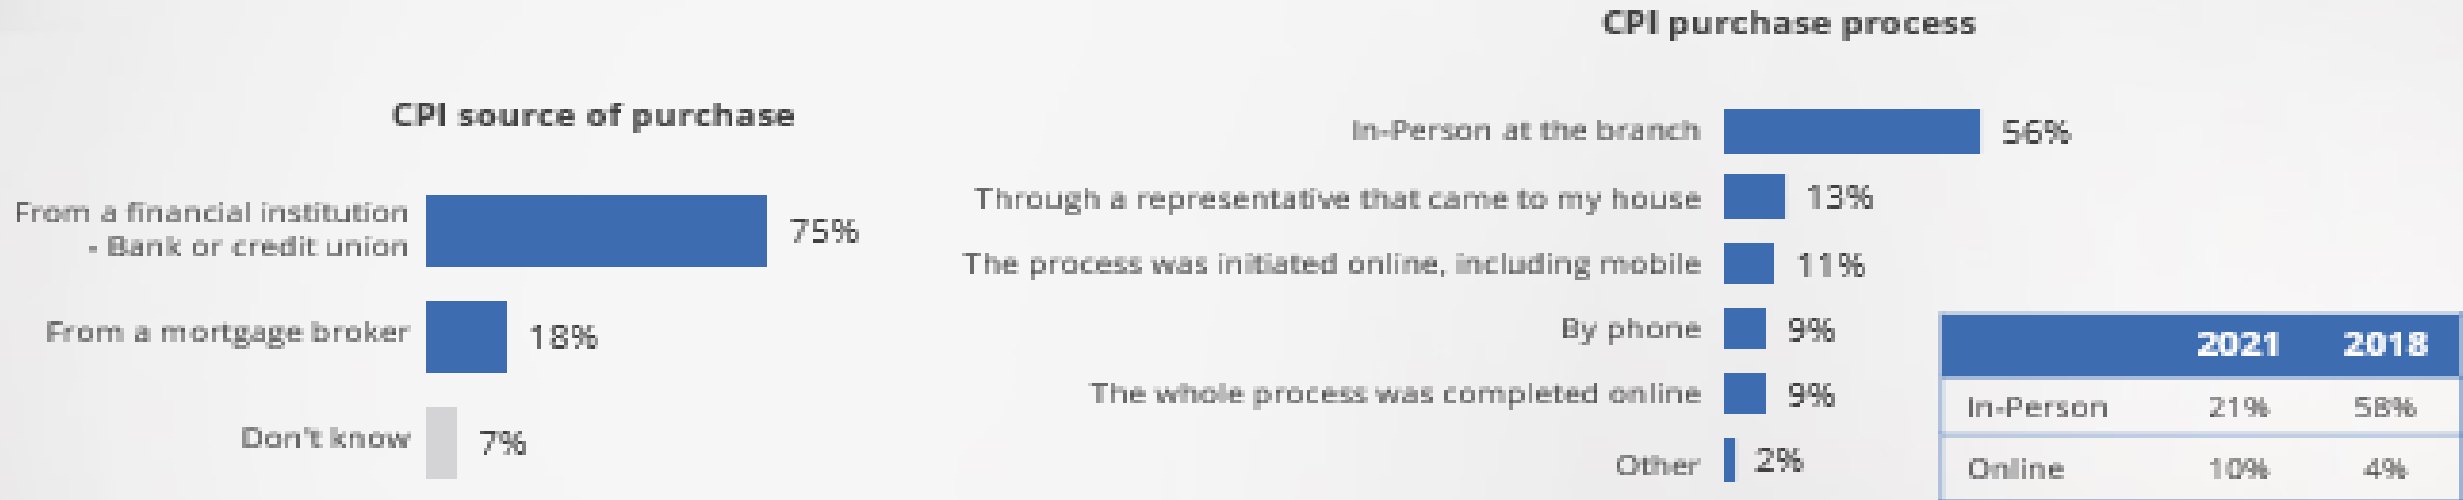 CPI source of purchase
From a financial institution
- Bank or credit union
75%
From a mortgage broker
18%
Don't know
7%
CPI purchase process
In-Person at the branch
56%
Through a representative that came to my house
13%
The process was initiated online, including mobile
11%
By phone
9%
The whole process was completed online
9%
Other
2%
2021 2018
In-Person 21% 58%
Online 10% 4%